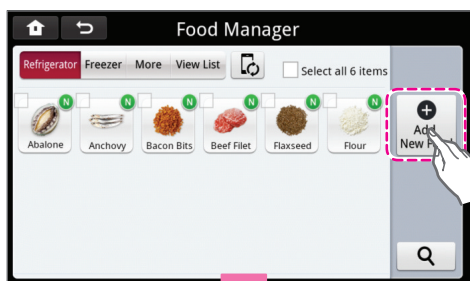 Food Manager
Refrigerator Freezer More View List Select all 6 items
N N N N N N
Abalone Anchovy Bacon Bits Beef Filet Flaxseed Flour
Add
New